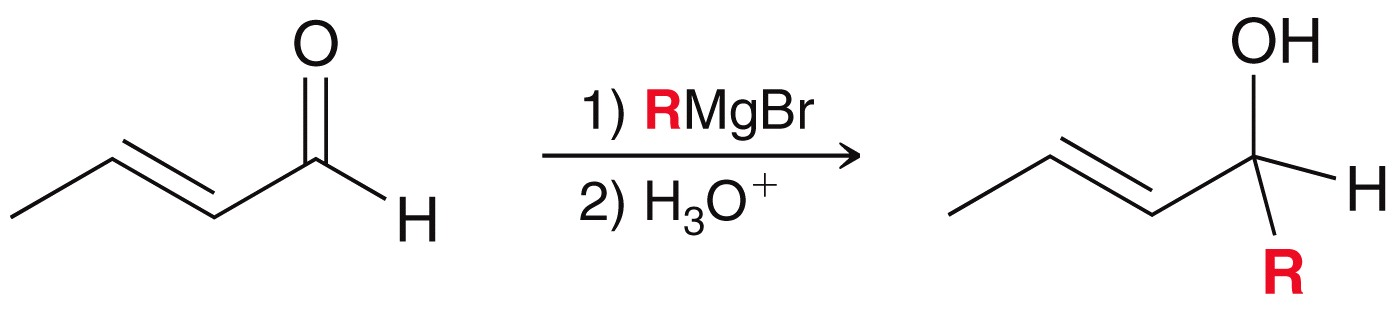 O
H
1) RMgBr
2) H₃O⁺
OH
H
R